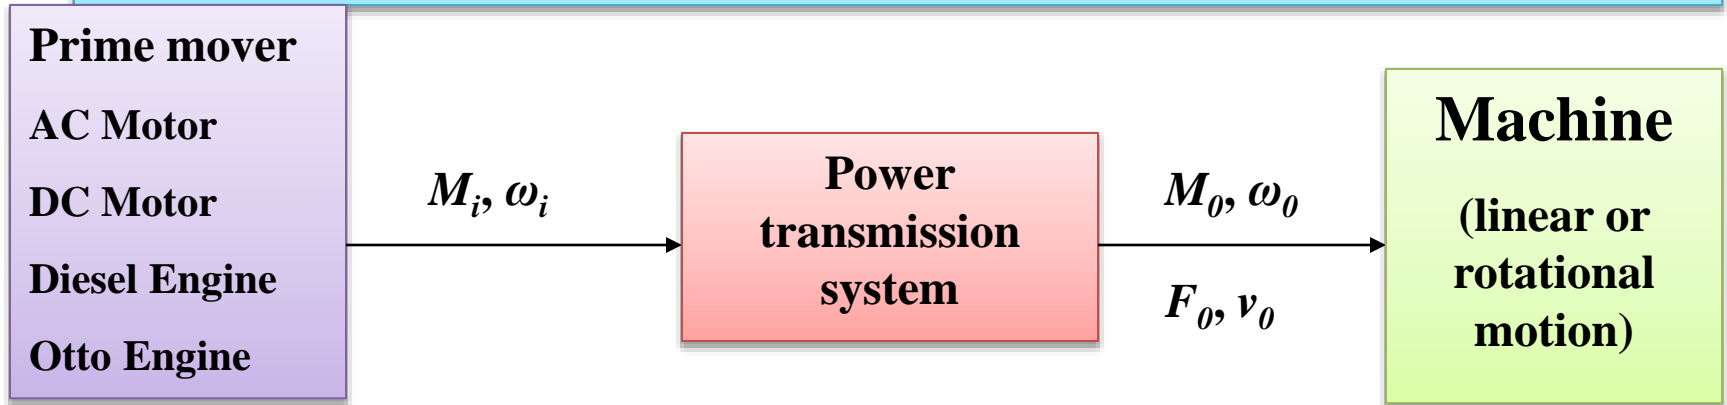 Prime mover
AC Motor
DC Motor
Diesel Engine
Otto Engine
Mi, ωi
Power
transmission
system
M0, ω0
F0, v0
Machine
(linear or
rotational
motion)